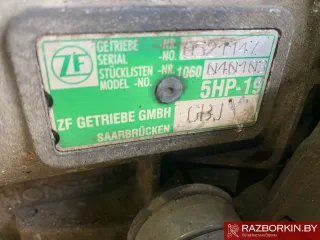 ZF
GETRIEBE -NR.
SERIAL -NO.
STÜCKLISTEN -NR. 1060
MODEL -NO.
5HP-19
ZF GETRIEBE GMBH
SAARBRÜCKEN
RAZBORKIN.BY